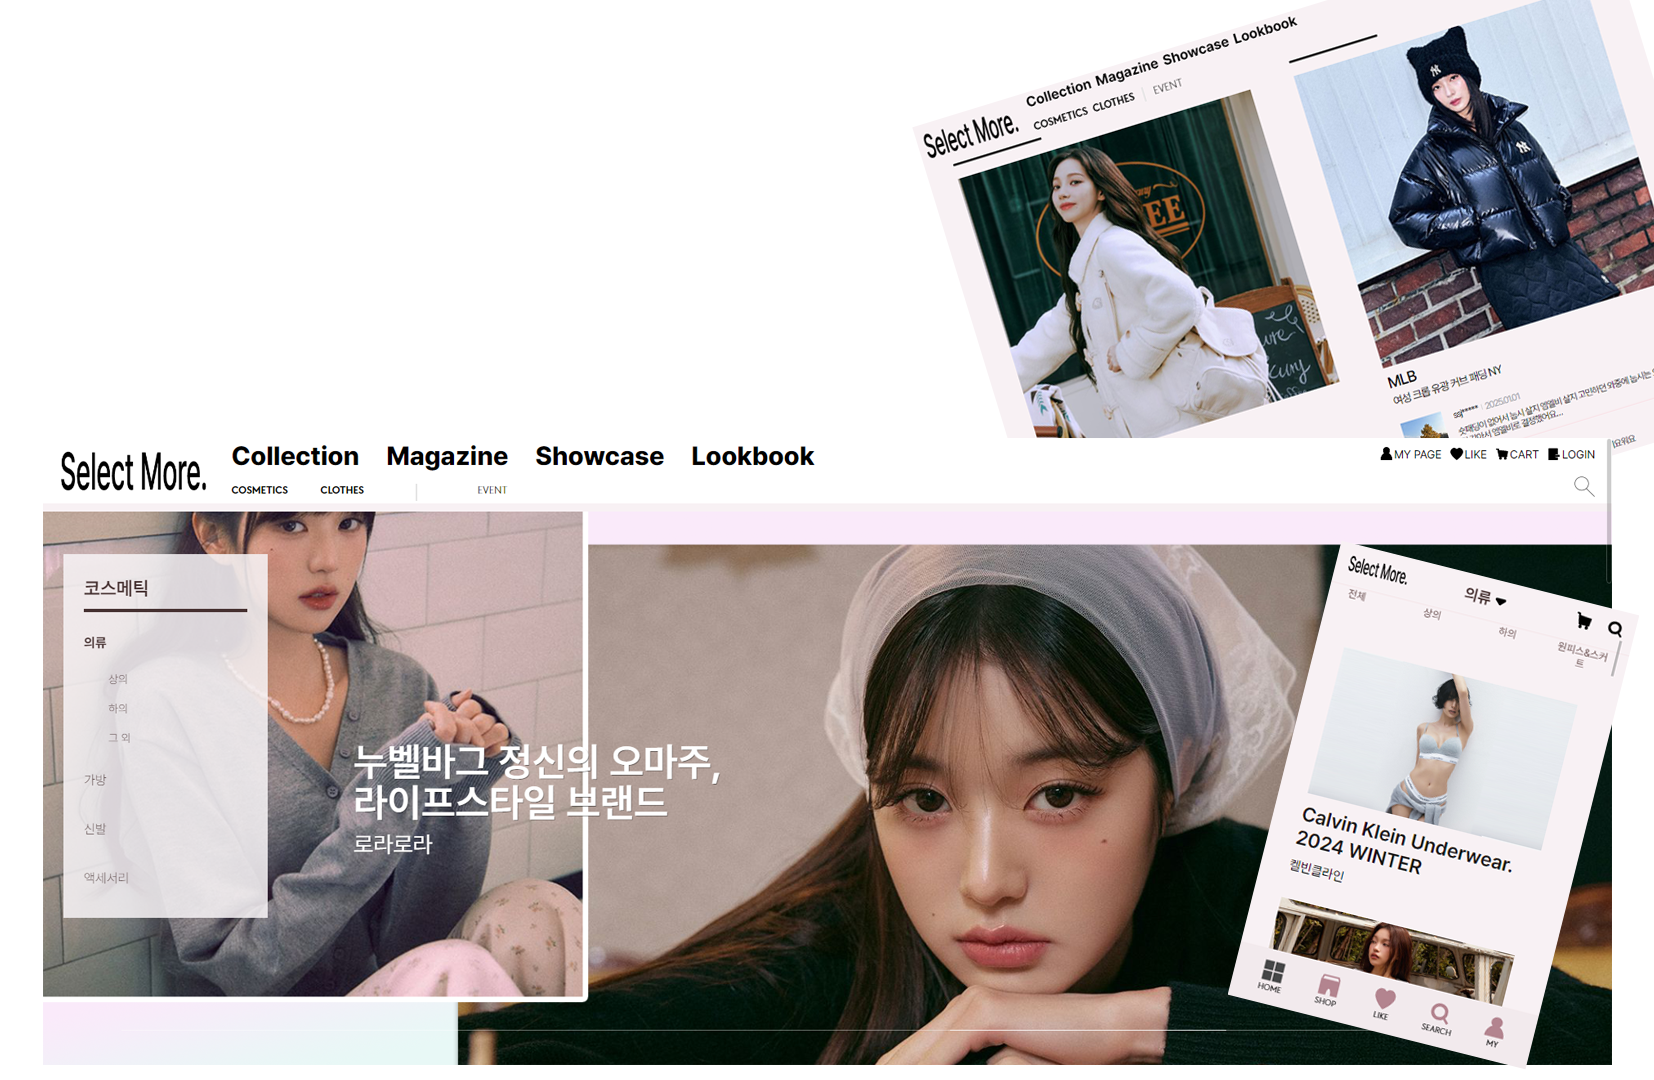 Collection Magazine Showcase Lookbook
Select More. COSMETICS CLOTHES EVENT
MLB
여성 크롭 유광 커브 패딩 NY
ssj***** 2025.01.01
Select More.
Collection Magazine Showcase Lookbook
COSMETICS CLOTHES EVENT
MY PAGE LIKE CART LOGIN
코스메틱
의류
상의
하의
그 외
가방
신발
액세서리
누벨바그 정신의 오마주,
라이프스타일 브랜드
로라로라
Select More.
의류
전체 상의 하의 원피스&스커
트
Calvin Klein Underwear.
2024 WINTER
켈빈클라인
HOME SHOP LIKE SEARCH MY